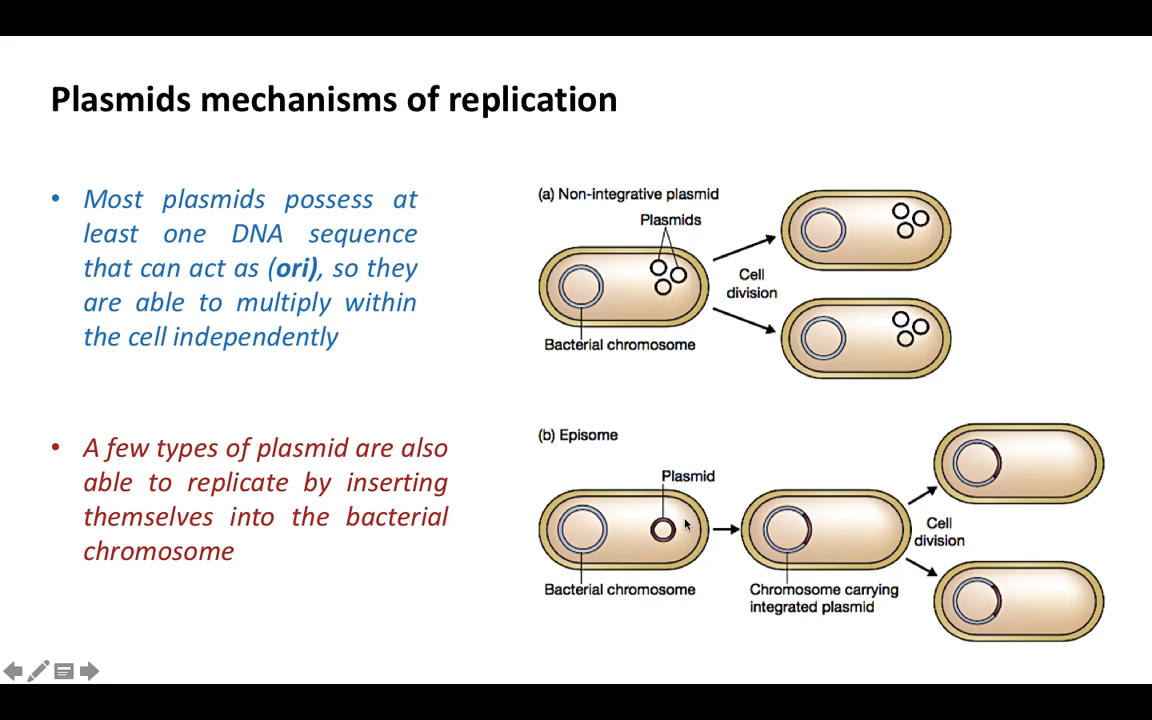 Plasmids mechanisms of replication
• Most plasmids possess at
least one DNA sequence
that can act as (ori), so they
are able to multiply within
the cell independently
• A few types of plasmid are also
able to replicate by inserting
themselves into the bacterial
chromosome
(a) Non-integrative plasmid
Plasmids
Cell
division
Bacterial chromosome
(b) Episome
Plasmid
Cell
division
Bacterial chromosome
Chromosome carrying
integrated plasmid